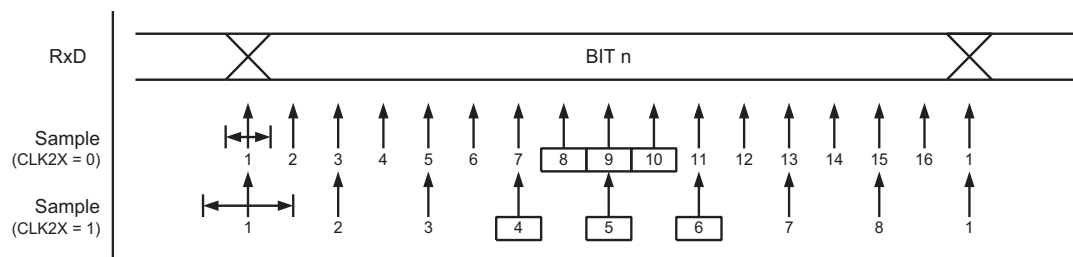 RxD BIT n
Sample
(CLK2X = 0) 1 2 3 4 5 6 7 8 9 10 11 12 13 14 15 16 1
Sample
(CLK2X = 1) 1 2 3 4 5 6 7 8 1